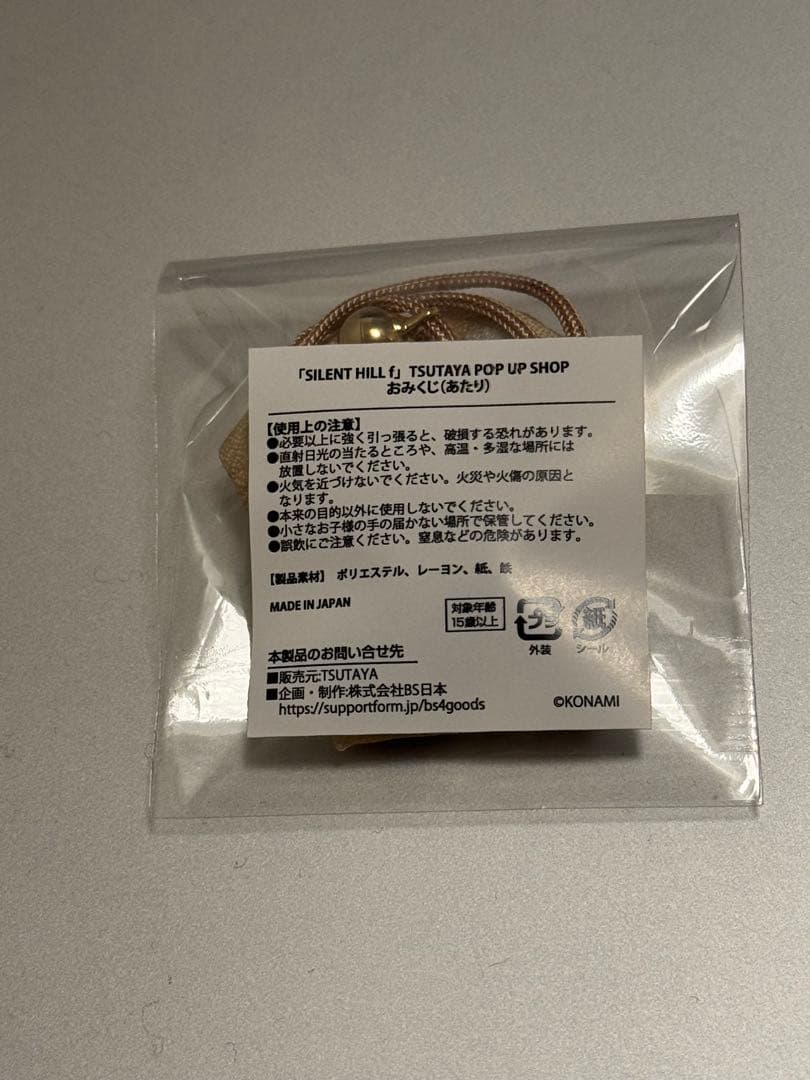 「SILENT HILL f」 TSUTAYA POP UP SHOP
おみくじ(あたり)
【使用上の注意】
●必要以上に強く引っ張ると、破損する恐れがあります。
●直射日光の当たるところや、高温・多湿な場所には
放置しないでください。
●火気を近づけないでください。火災や火傷の原因と
なります。
●本来の目的以外に使用しないでください。
●小さなお子様の手の届かない場所で保管してください。
●誤飲にご注意ください。窒息などの危険があります。
【製品素材】 ポリエステル、レーヨン、紙、鉄
MADE IN JAPAN
対象年齢
15歳以上
プラ
外装
紙
シール
本製品のお問い合せ先
■販売元:TSUTAYA
■企画・制作:株式会社BS日本
https://supportform.jp/bs4goods
©KONAMI